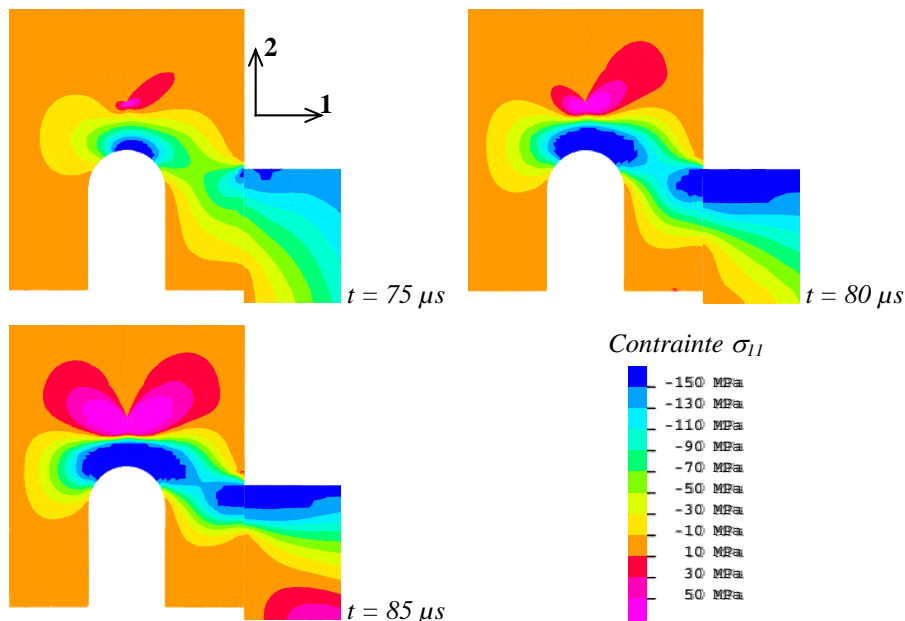 2
1
t = 75 µs
t = 80 µs
t = 85 µs
Contrainte σ11
-150 MPa
-130 MPa
-110 MPa
-90 MPa
-70 MPa
-50 MPa
-30 MPa
-10 MPa
10 MPa
30 MPa
50 MPa